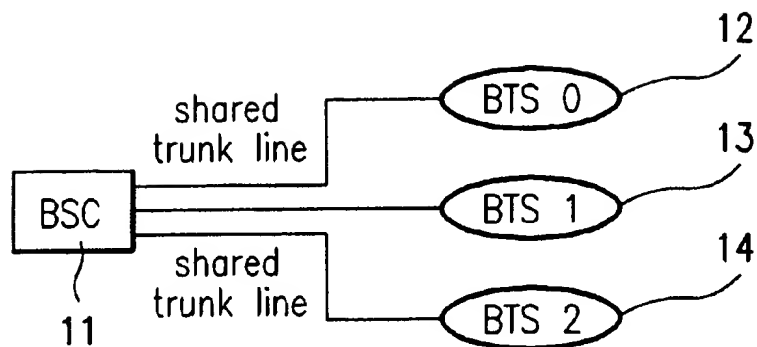 12
BTS 0
shared
trunk line
13
BSC
BTS 1
shared
trunk line
14
11
BTS 2